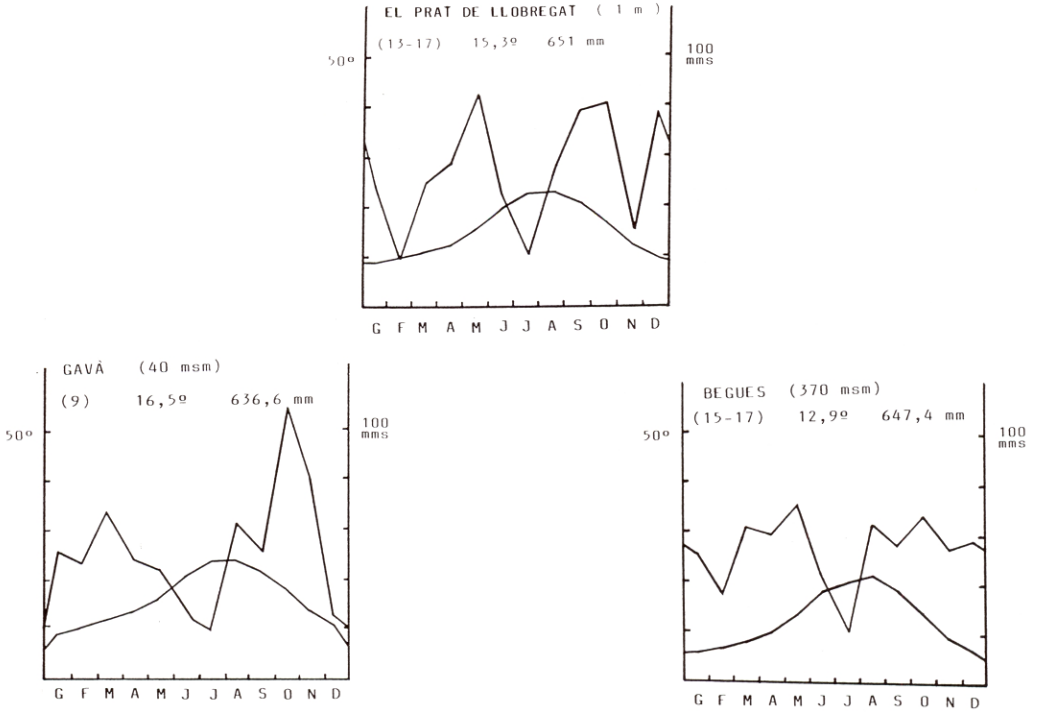 EL PRAT DE LLOBREGAT ( 1 m )
(13-17) 15,3º 651 mm
50º
100
mms
G F M A M J J A S O N D
GAVÀ (40 msm)
(9) 16,5º 636,6 mm
50º
100
mms
G F M A M J J A S O N D
BEGUES (370 msm)
(15-17) 12,9º 647,4 mm
50º
100
mms
G F M A M J J A S O N D